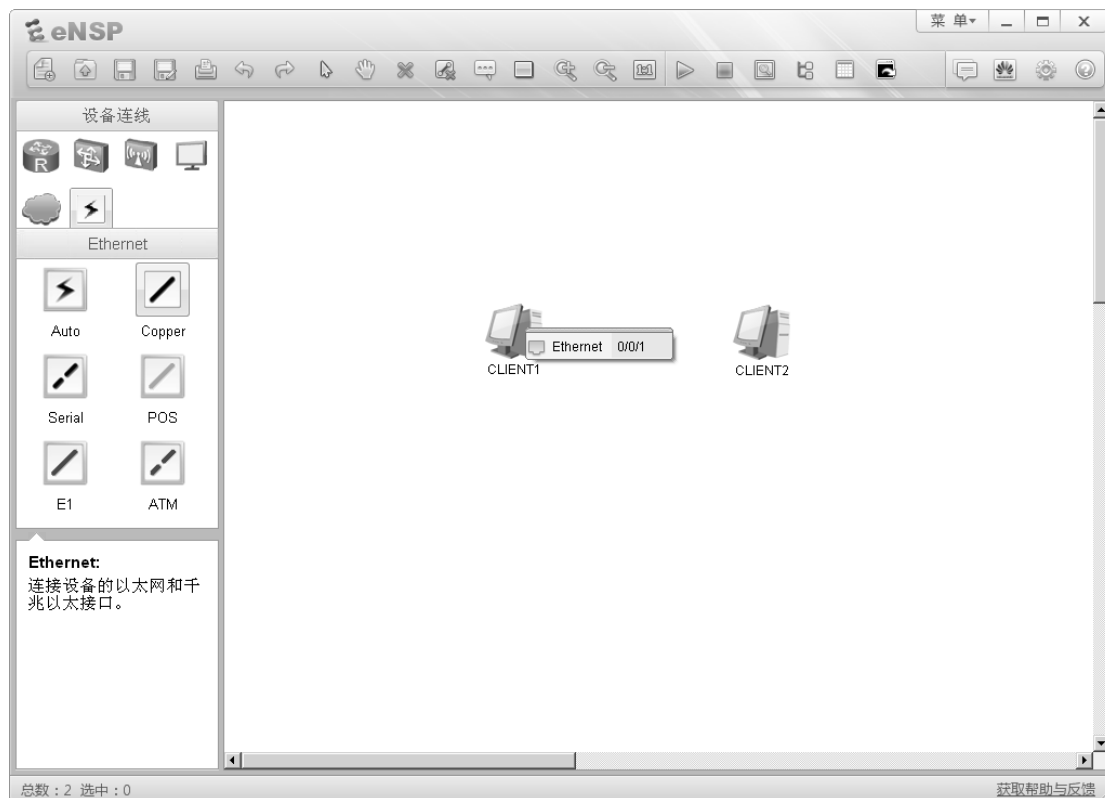 eNSP
菜 单
设备连线
R
Ethernet
Auto
Copper
Serial
POS
E1
ATM
Ethernet:
连接设备的以太网和千
兆以太接口。
Ethernet 0/0/1
CLIENT1
CLIENT2
总数：2 选中：0
获取帮助与反馈